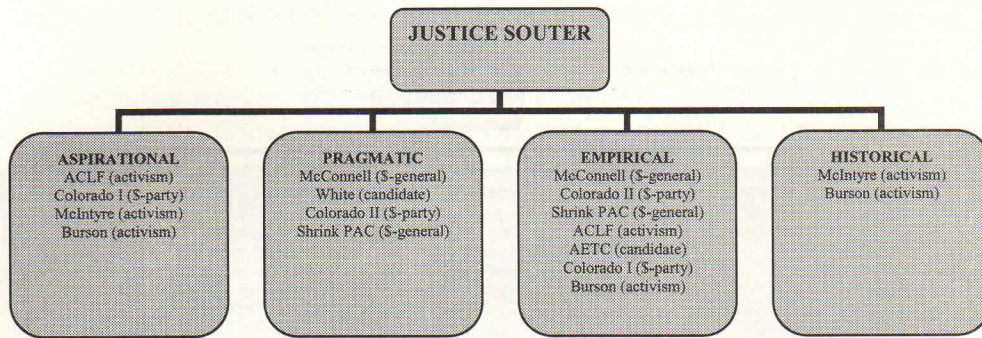 JUSTICE SOUTER
ASPIRATIONAL
ACLF (activism)
Colorado I ($-party)
McIntyre (activism)
Burson (activism)
PRAGMATIC
McConnell ($-general)
White (candidate)
Colorado II ($-party)
Shrink PAC ($-general)
EMPIRICAL
McConnell ($-general)
Colorado II ($-party)
Shrink PAC ($-general)
ACLF (activism)
AETC (candidate)
Colorado I ($-party)
Burson (activism)
HISTORICAL
McIntyre (activism)
Burson (activism)